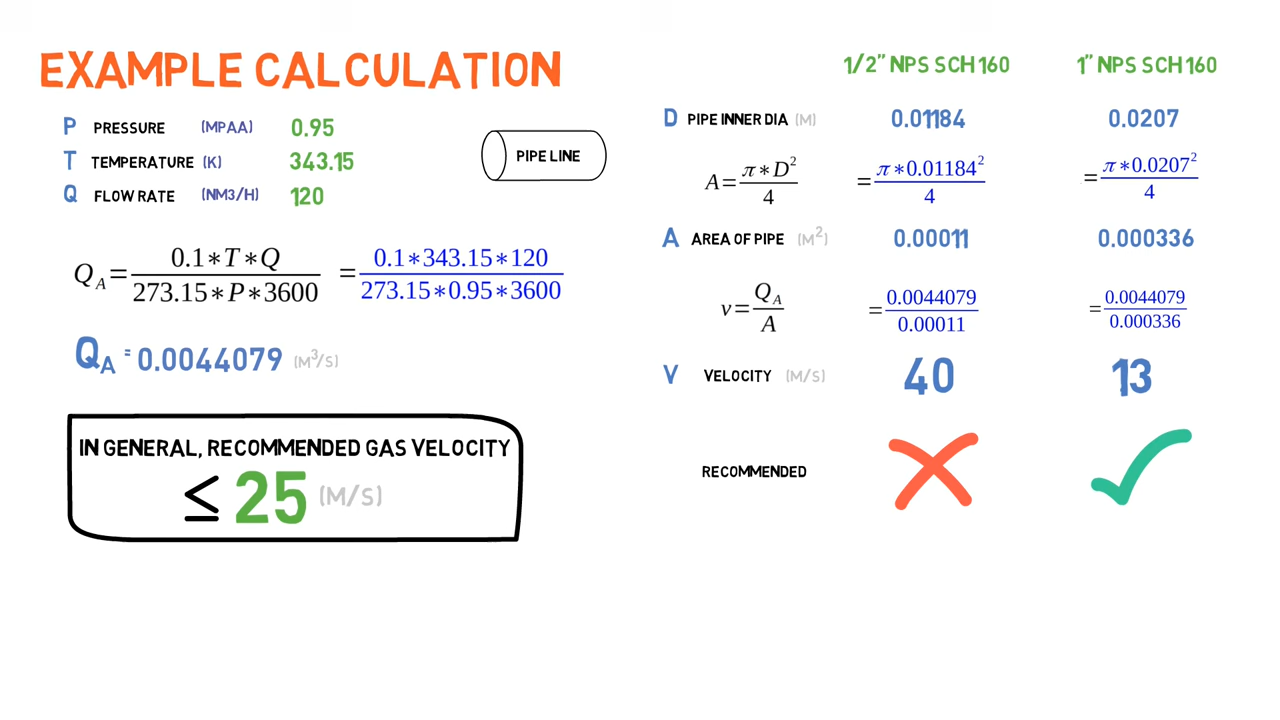 EXAMPLE CALCULATION
P PRESSURE (MPAA) 0.95
T TEMPERATURE (K) 343.15
Q FLOW RATE (NM3/H) 120
PIPE LINE
Q_A = 0.1∗T∗Q / 273.15∗P∗3600 = 0.1∗343.15∗120 / 273.15∗0.95∗3600
Q_A = 0.0044079 (M³/S)
IN GENERAL, RECOMMENDED GAS VELOCITY
≤ 25 (M/S)
1/2" NPS SCH 160 1" NPS SCH 160
D PIPE INNER DIA (M) 0.01184 0.0207
A = π∗D² / 4 = π∗0.01184² / 4 = π∗0.0207² / 4
A AREA OF PIPE (M²) 0.00011 0.000336
v = Q_A / A = 0.0044079 / 0.00011 = 0.0044079 / 0.000336
V VELOCITY (M/S) 40 13
RECOMMENDED